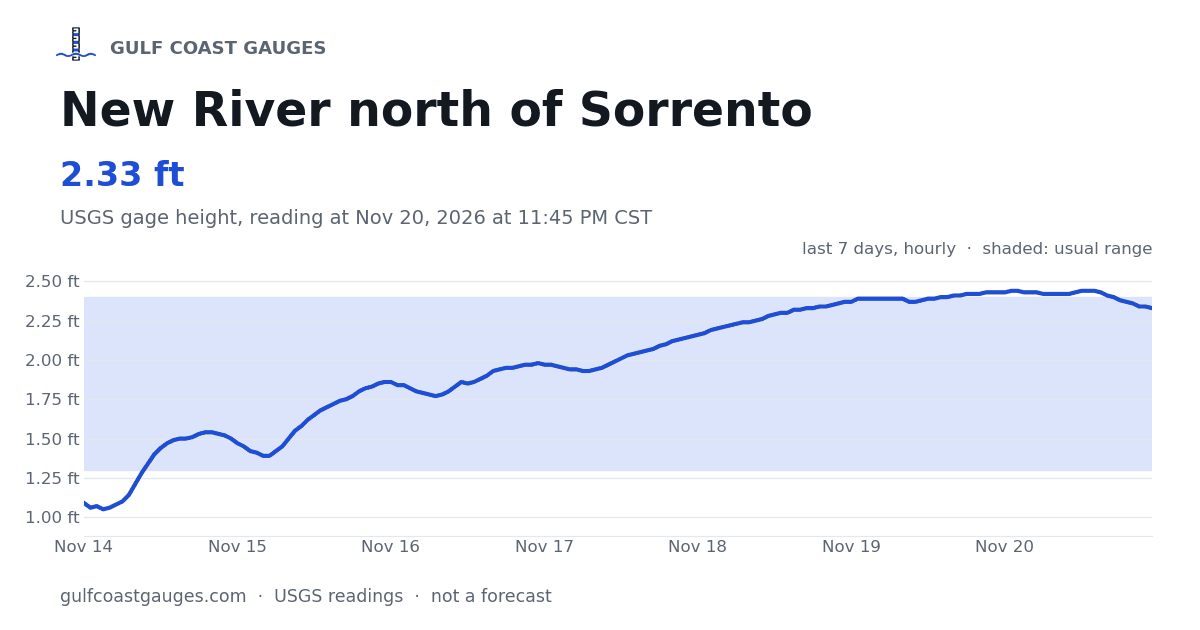 GULF COAST GAUGES
New River north of Sorrento
2.33 ft
USGS gage height, reading at Nov 20, 2026 at 11:45 PM CST
last 7 days, hourly · shaded: usual range
2.50 ft
2.25 ft
2.00 ft
1.75 ft
1.50 ft
1.25 ft
1.00 ft
Nov 14 Nov 15 Nov 16 Nov 17 Nov 18 Nov 19 Nov 20
gulfcoastgauges.com · USGS readings · not a forecast